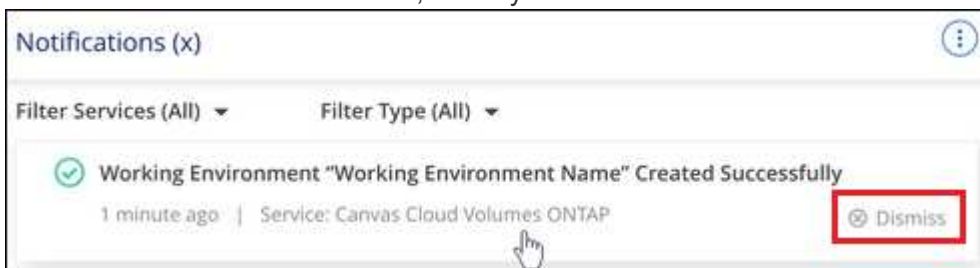 Notifications (x)
Filter Services (All) Filter Type (All)
Working Environment “Working Environment Name” Created Successfully
1 minute ago | Service: Canvas Cloud Volumes ONTAP
Dismiss